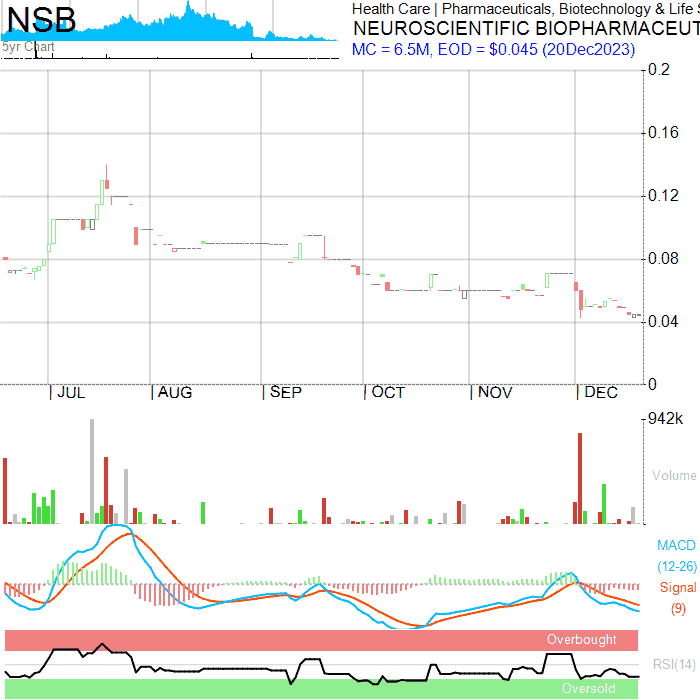 NSB
5yr Chart
Health Care | Pharmaceuticals, Biotechnology & Life S
NEUROSCIENTIFIC BIOPHARMACEUT
MC = 6.5M, EOD = $0.045 (20Dec2023)
0.2
0.16
0.12
0.08
0.04
0
JUL
AUG
SEP
OCT
NOV
DEC
942k
Volume
MACD
(12-26)
Signal
(9)
Overbought
RSI(14)
Oversold